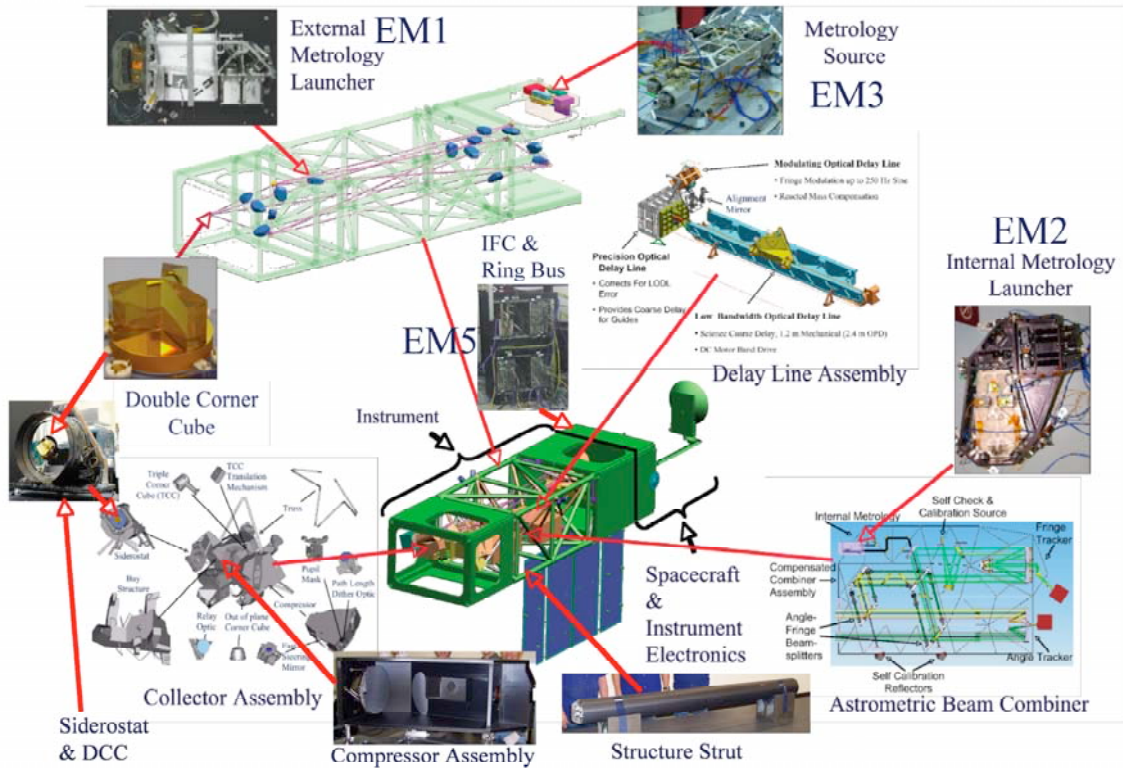 External
Metrology
Launcher
EM1
Metrology
Source
EM3
Modulating Optical Delay Line
• Fringe Modulation up to 250 Hz Sine
• Reacted Mass Compensation
Alignment
Mirror
Precision Optical
Delay Line
• Corrects For LODL
Error
• Provides Coarse Delay
for Guides
Low Bandwidth Optical Delay Line
• Science Coarse Delay, 1.2 m Mechanical (2.4 m OPD)
• DC Motor Band Drive
Delay Line Assembly
IFC &
Ring Bus
EM5
EM2
Internal Metrology
Launcher
Double Corner
Cube
Instrument
Triple
Corner
Cube (TCC)
TCC
Translation
Mechanism
Truss
Siderostat
Bay
Structure
Pupil
Mask
Path Length
Dither Optic
Compressor
Relay
Optic
Out of plane
Corner Cube
Fast
Steering
Mirror
Collector Assembly
Siderostat
& DCC
Compressor Assembly
Structure Strut
Spacecraft
&
Instrument
Electronics
Self Check &
Calibration Source
Internal Metrology
Fringe
Tracker
Compensated
Combiner
Assembly
Angle-
Fringe
Beam-
splitters
Angle Tracker
Self Calibration
Reflectors
Astrometric Beam Combiner